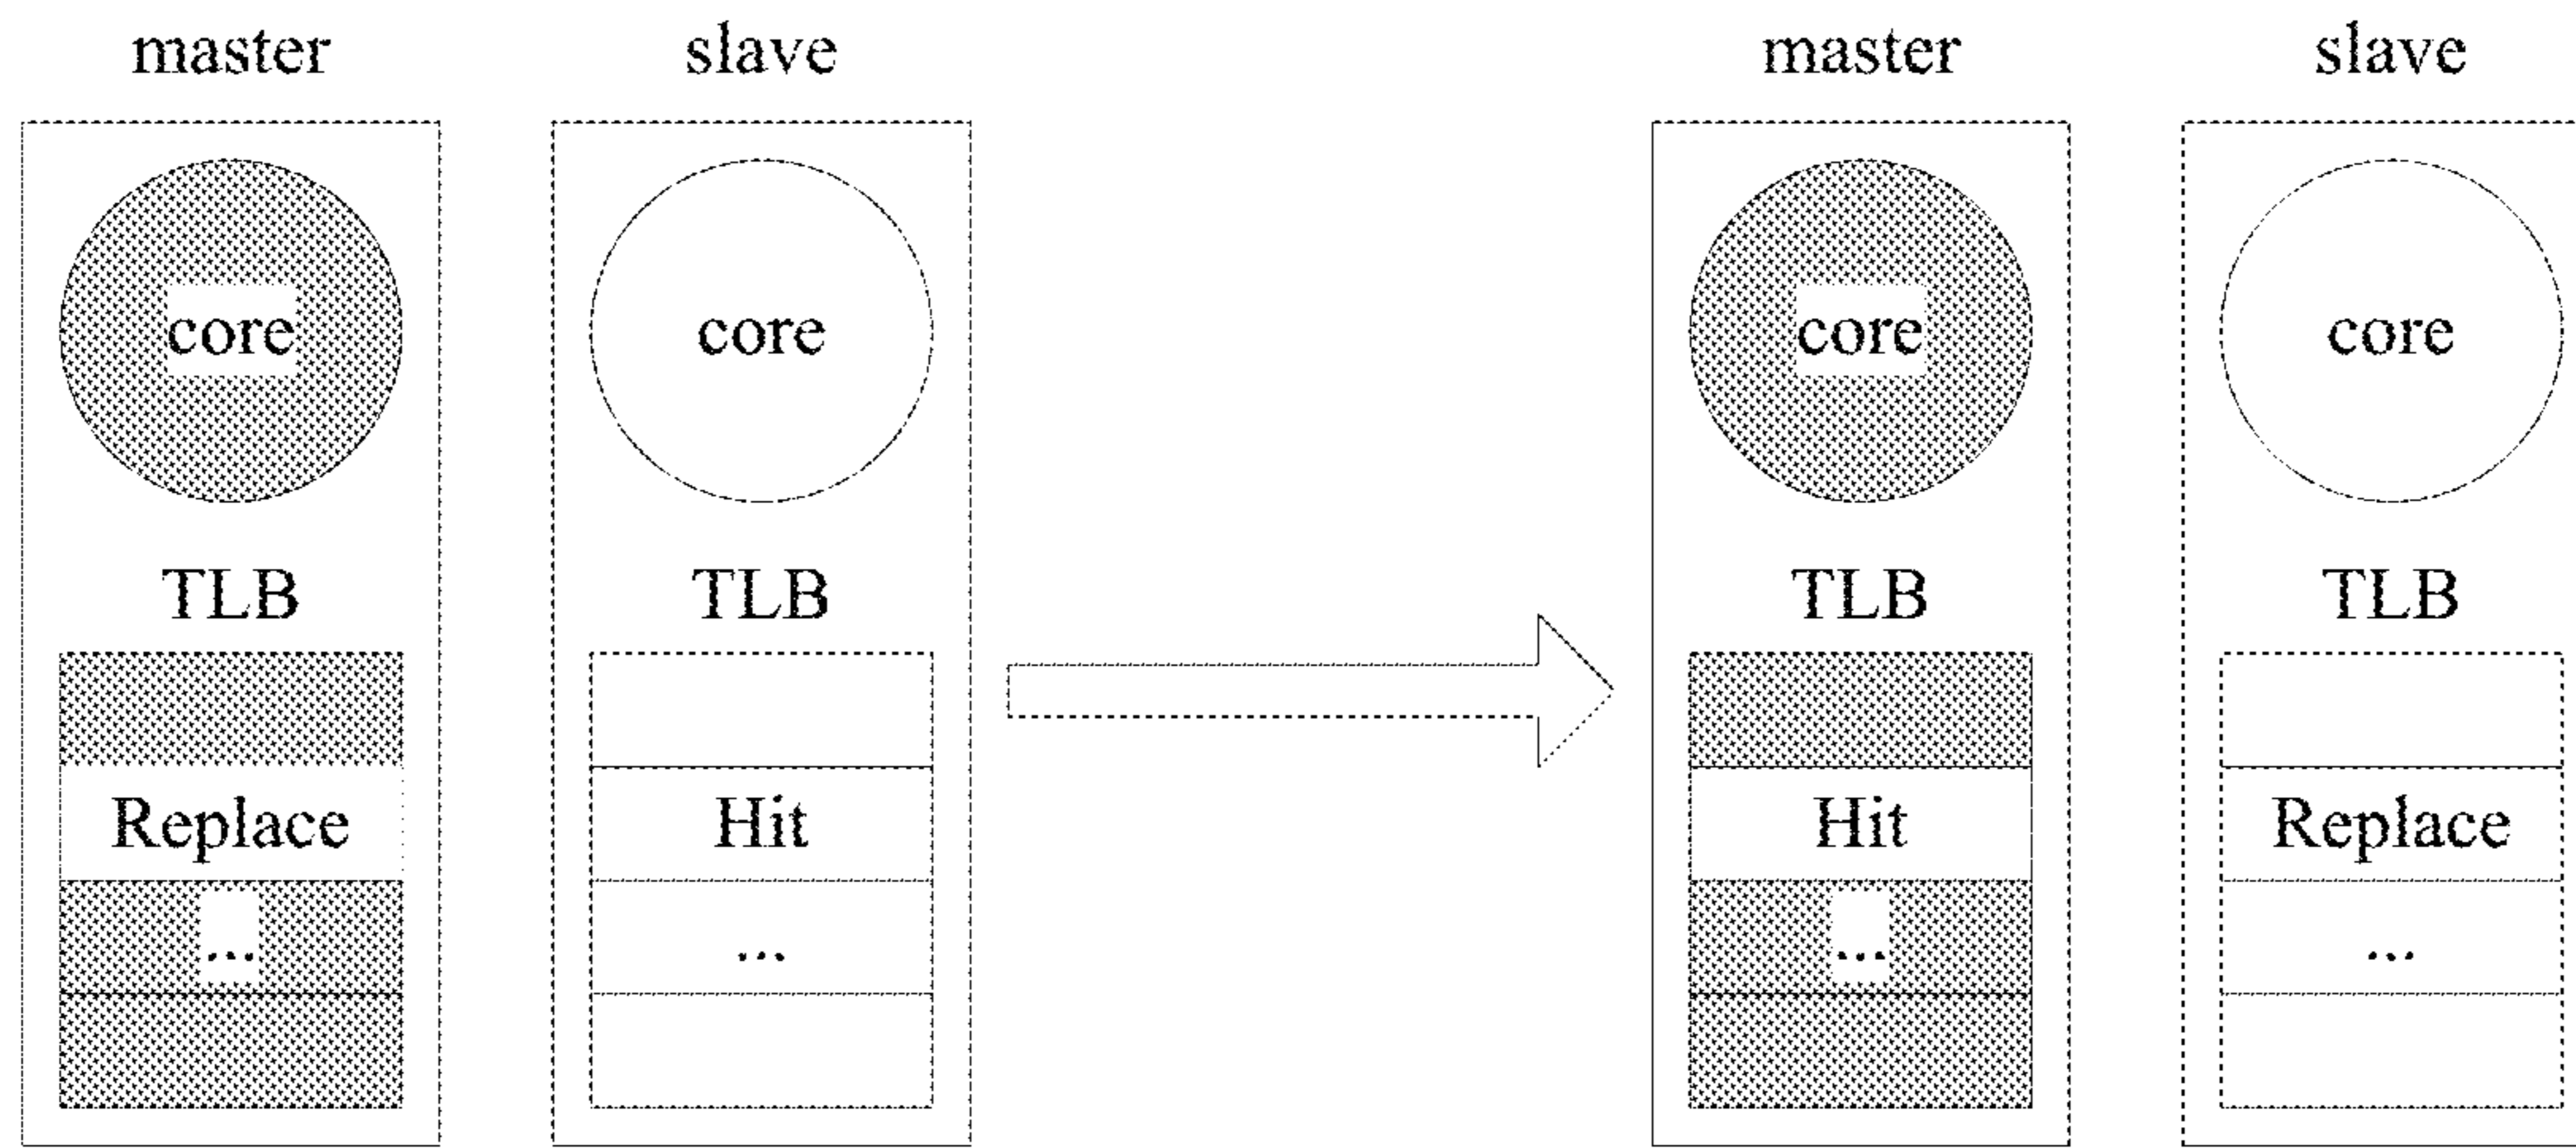 master slave master slave
core core core core
TLB TLB TLB TLB
Replace Hit Hit Replace
... ... ... ...